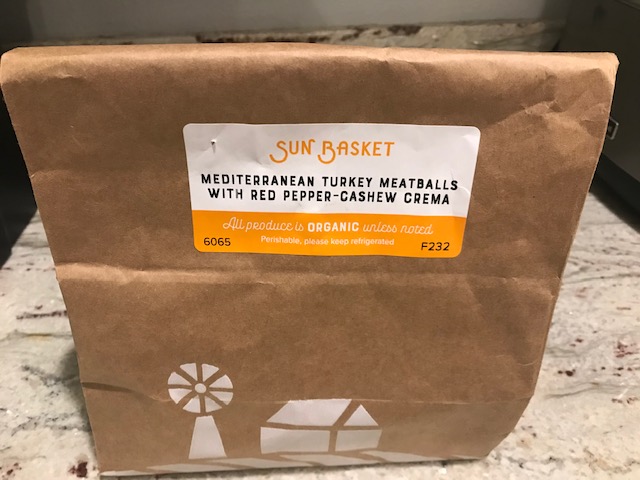 SUN BASKET
MEDITERRANEAN TURKEY MEATBALLS
WITH RED PEPPER-CASHEW CREMA
All produce is ORGANIC unless noted
6065 Perishable, please keep refrigerated F232